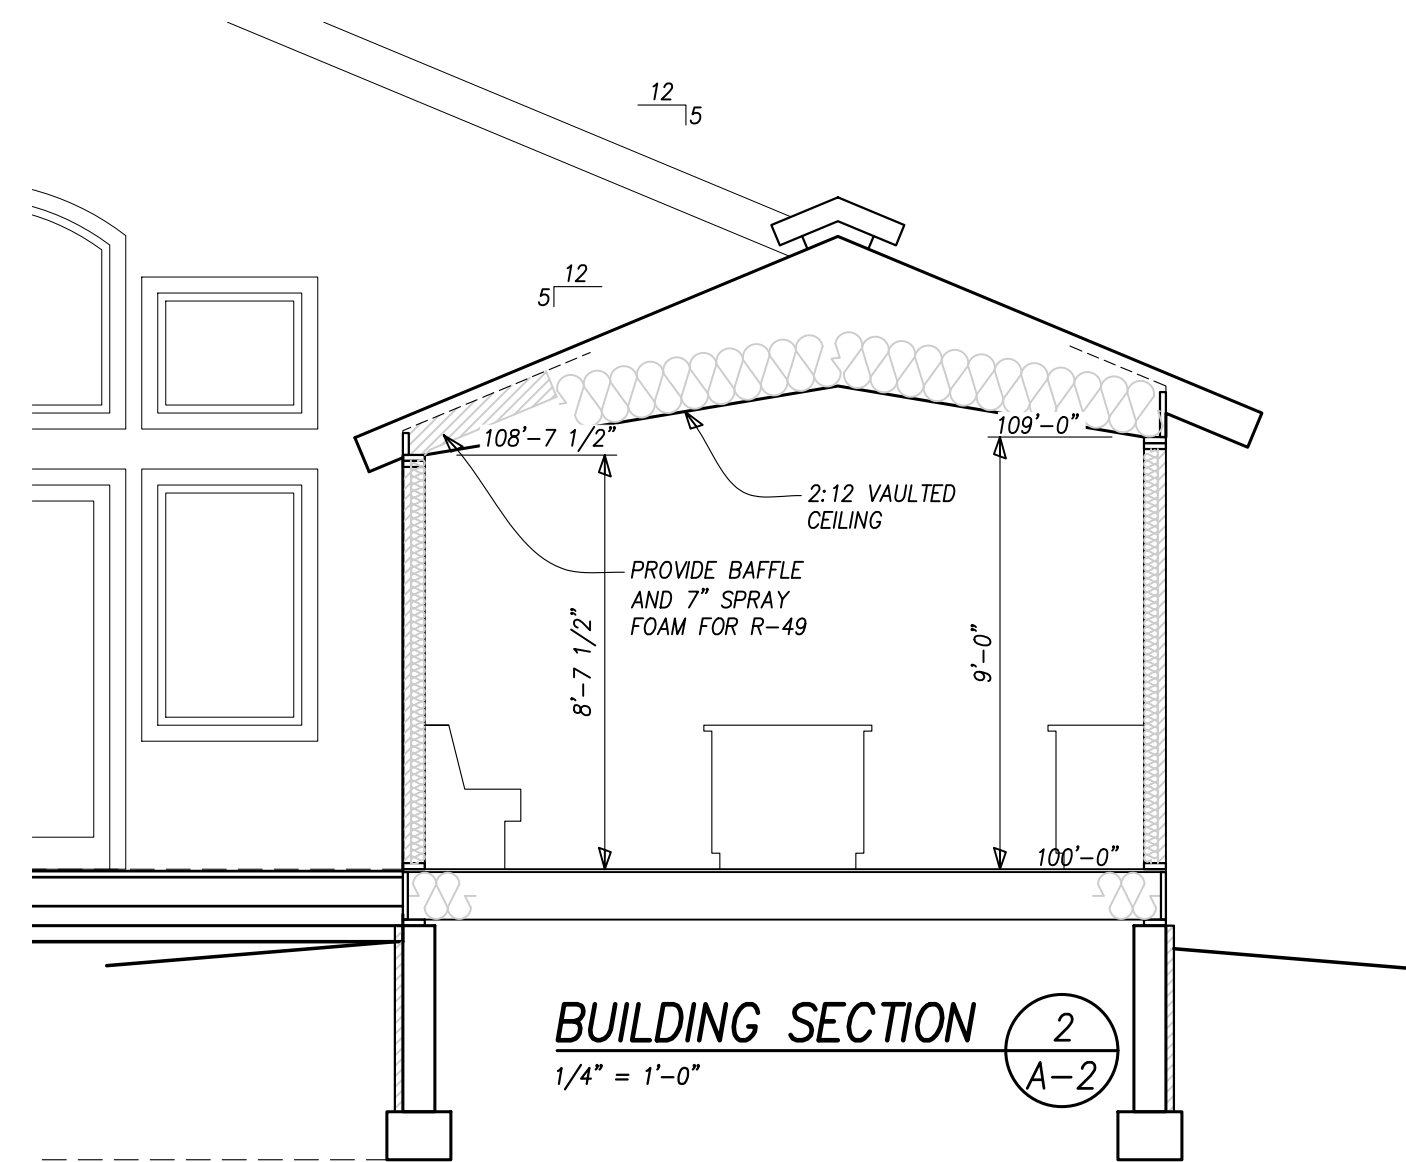 12
5
12
5
108'-7 1/2"
109'-0"
2:12 VAULTED
CEILING
PROVIDE BAFFLE
AND 7" SPRAY
FOAM FOR R-49
8'-7 1/2"
9'-0"
100'-0"
BUILDING SECTION
2
A-2
1/4" = 1'-0"